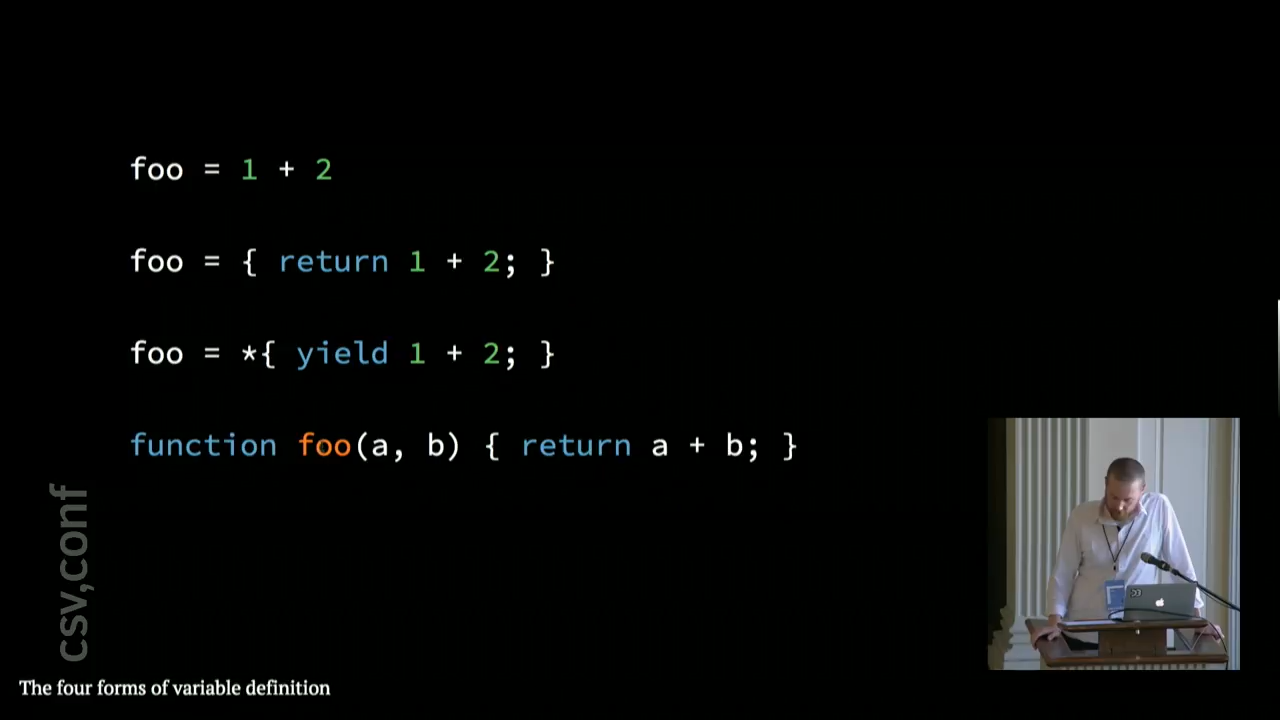 foo = 1 + 2
foo = { return 1 + 2; }
foo = *{ yield 1 + 2; }
function foo(a, b) { return a + b; }
csv,conf
The four forms of variable definition